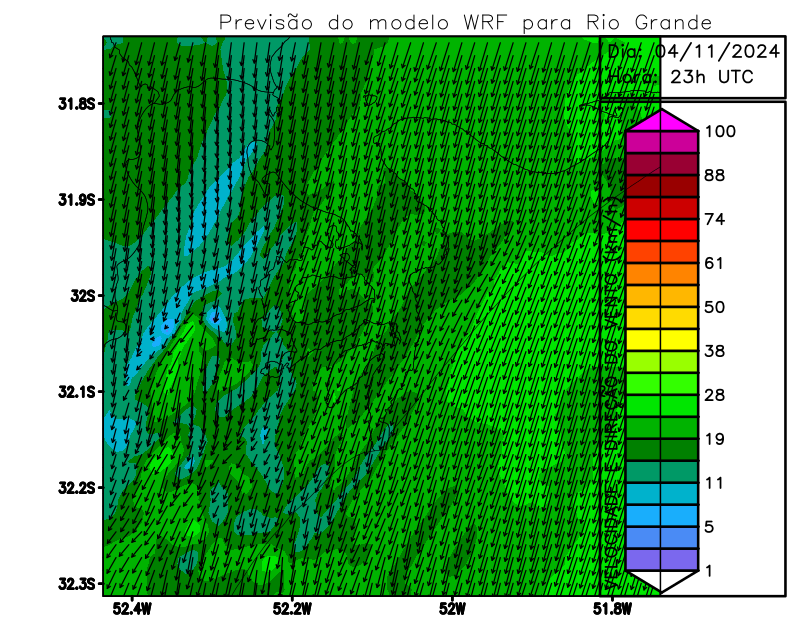 Previsão do modelo WRF para Rio Grande
Dia: 04/11/2024
Hora: 23h UTC
31.8S
31.9S
32S
32.1S
32.2S
32.3S
52.4W
52.2W
52W
51.8W
VELOCIDADE E DIREÇÃO DO VENTO (km/h)
100
88
74
61
50
38
28
19
11
5
1